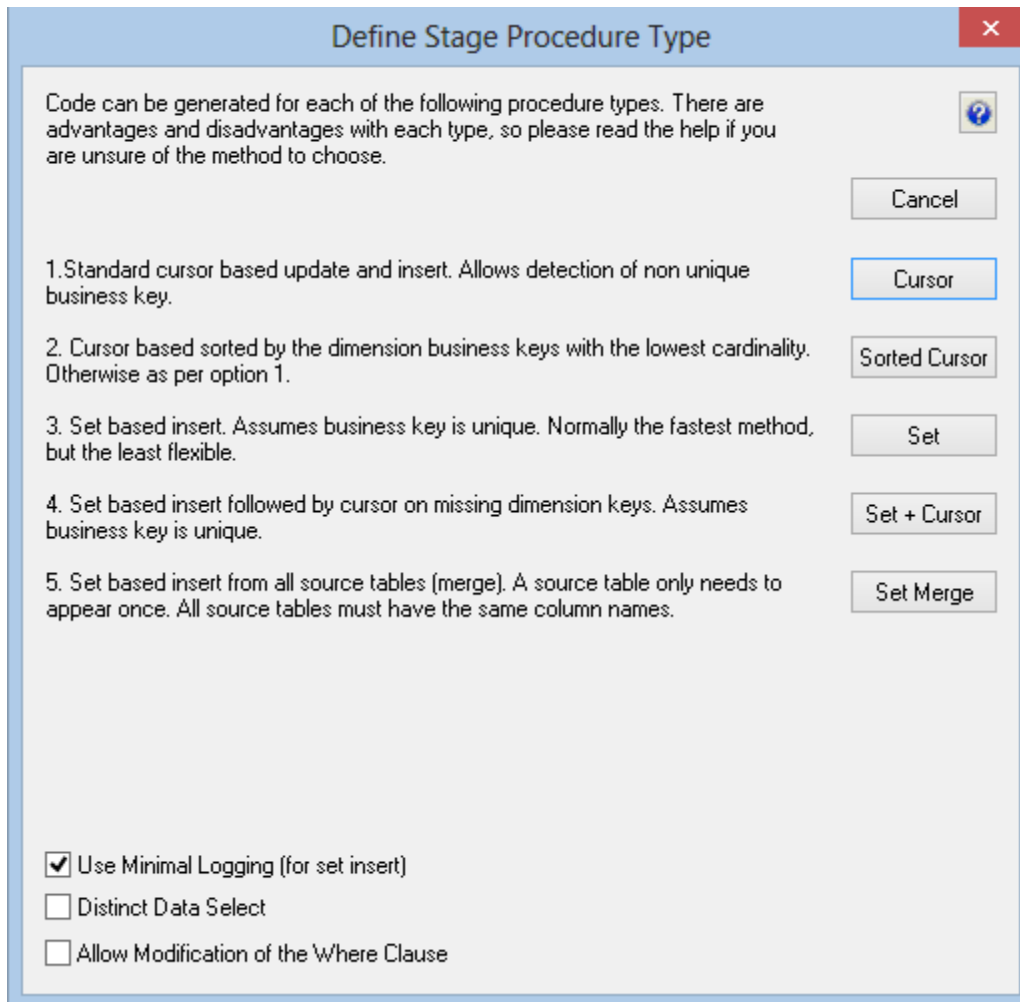 Define Stage Procedure Type
Code can be generated for each of the following procedure types. There are
advantages and disadvantages with each type, so please read the help if you
are unsure of the method to choose.
Cancel
1.Standard cursor based update and insert. Allows detection of non unique
business key.
Cursor
2. Cursor based sorted by the dimension business keys with the lowest cardinality.
Otherwise as per option 1.
Sorted Cursor
3. Set based insert. Assumes business key is unique. Normally the fastest method,
but the least flexible.
Set
4. Set based insert followed by cursor on missing dimension keys. Assumes
business key is unique.
Set + Cursor
5. Set based insert from all source tables (merge). A source table only needs to
appear once. All source tables must have the same column names.
Set Merge
Use Minimal Logging (for set insert)
Distinct Data Select
Allow Modification of the Where Clause